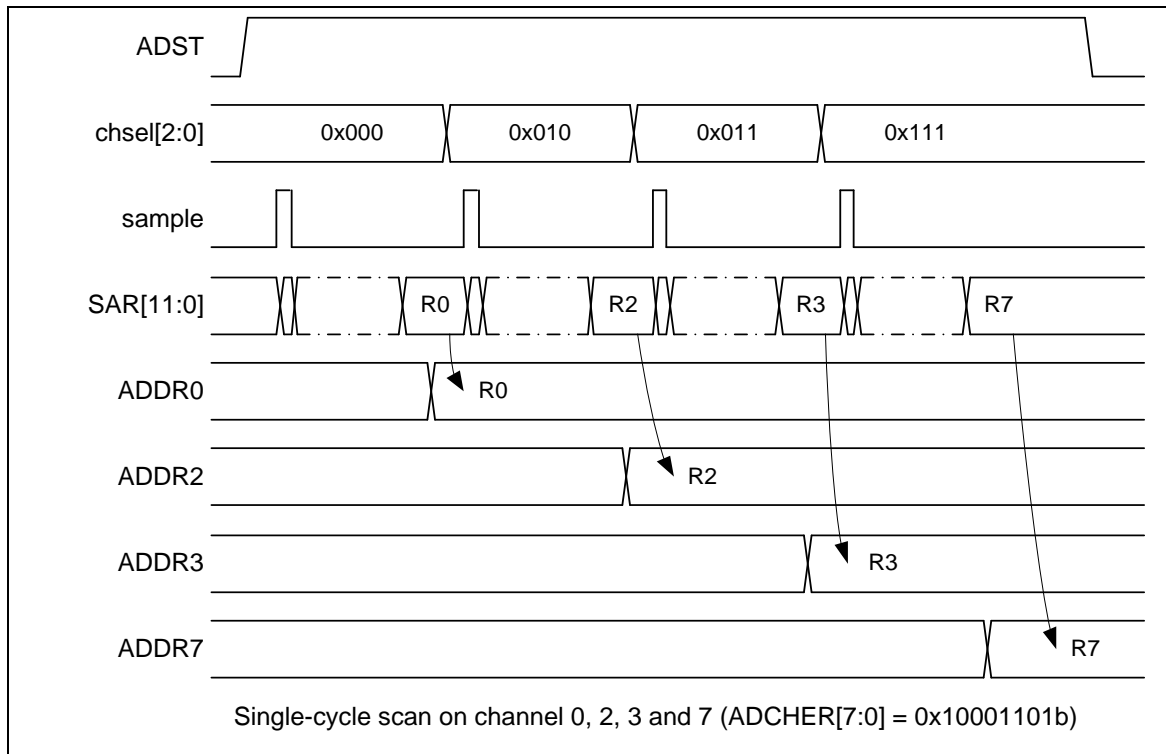 ADST
chsel[2:0] 0x000 0x010 0x011 0x111
sample
SAR[11:0] R0 R2 R3 R7
ADDR0 R0
ADDR2 R2
ADDR3 R3
ADDR7 R7
Single-cycle scan on channel 0, 2, 3 and 7 (ADCHER[7:0] = 0x10001101b)